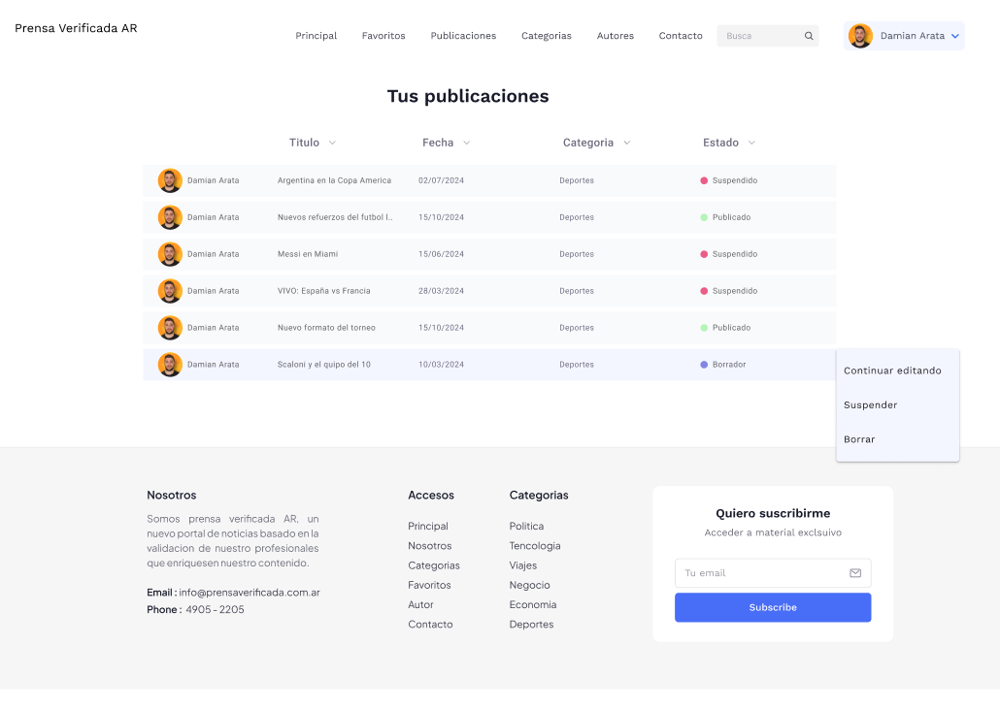 Prensa Verificada AR
Principal Favoritos Publicaciones Categorias Autores Contacto Busca Damian Arata
Tus publicaciones
Titulo Fecha Categoria Estado
Damian Arata Argentina en la Copa America 02/07/2024 Deportes Suspendido
Damian Arata Nuevos refuerzos del futbol l.. 15/10/2024 Deportes Publicado
Damian Arata Messi en Miami 15/06/2024 Deportes Suspendido
Damian Arata VIVO: España vs Francia 28/03/2024 Deportes Suspendido
Damian Arata Nuevo formato del torneo 15/10/2024 Deportes Publicado
Damian Arata Scaloni y el quipo del 10 10/03/2024 Deportes Borrador
Continuar editando
Suspender
Borrar
Nosotros
Somos prensa verificada AR, un
nuevo portal de noticias basado en la
validacion de nuestro profesionales
que enriquesen nuestro contenido.
Email : info@prensaverificada.com.ar
Phone : 4905 - 2205
Accesos
Principal
Nosotros
Categorias
Favoritos
Autor
Contacto
Categorias
Politica
Tencologia
Viajes
Negocio
Economia
Deportes
Quiero suscribirme
Acceder a material exclsuivo
Tu email
Subscribe